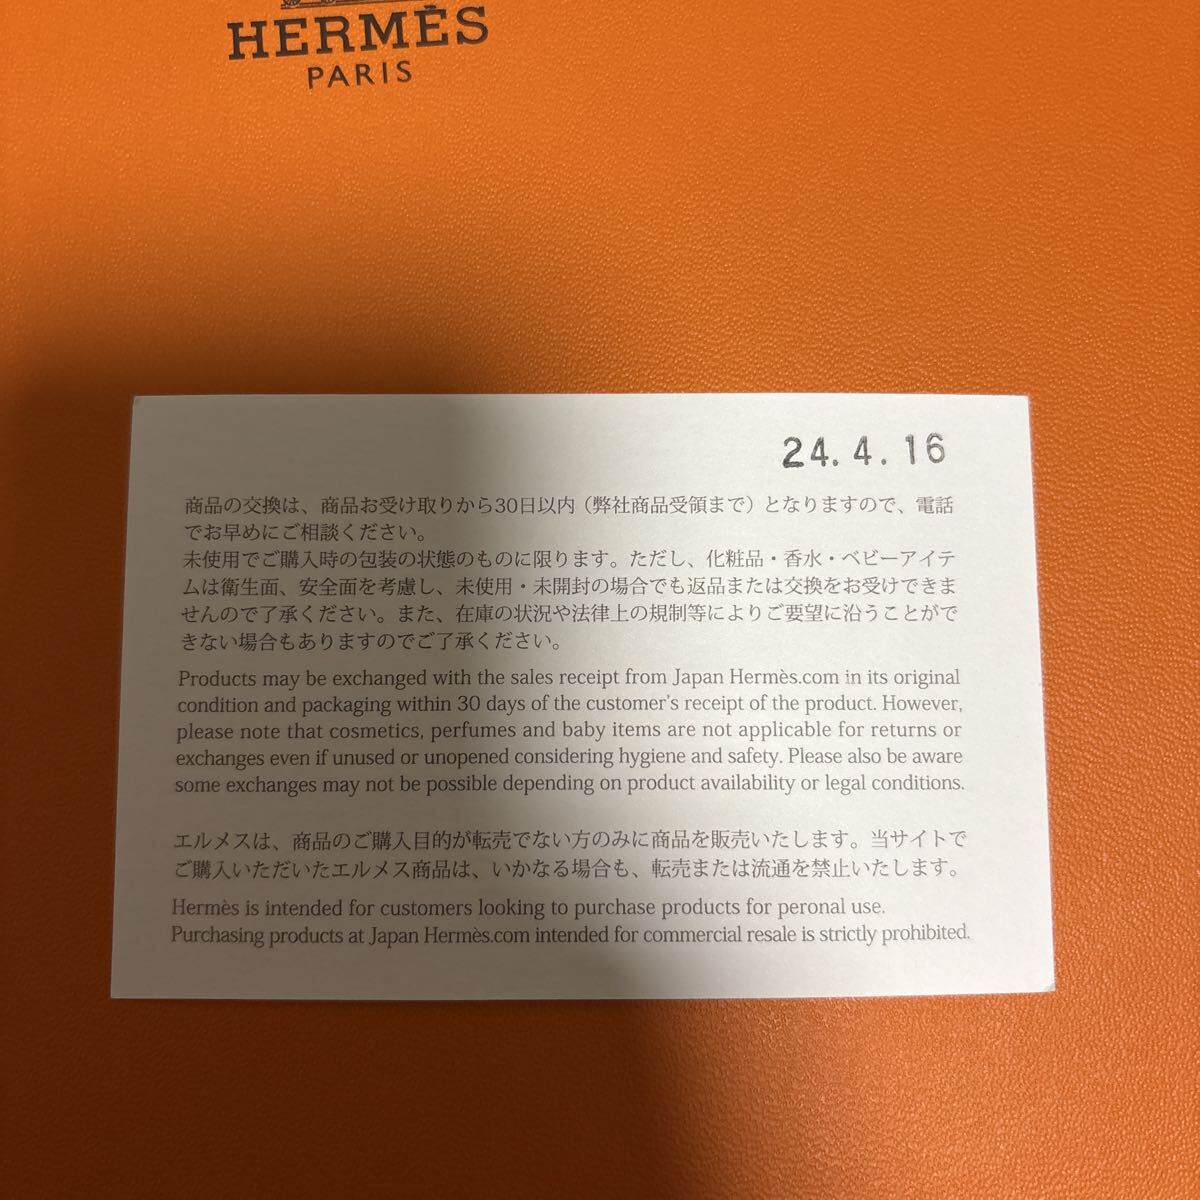 HERMÈS
PARIS
24.4.16
商品の交換は、商品お受け取りから30日以内（弊社商品受領まで）となりますので、電話
でお早めにご相談ください。
未使用でご購入時の包装の状態のものに限ります。ただし、化粧品・香水・ベビーアイテ
ムは衛生面、安全面を考慮し、未使用・未開封の場合でも返品または交換をお受けできま
せんので了承ください。また、在庫の状況や法律上の規制等によりご要望に沿うことがで
きない場合もありますのでご了承ください。
Products may be exchanged with the sales receipt from Japan Hermès.com in its original
condition and packaging within 30 days of the customer's receipt of the product. However,
please note that cosmetics, perfumes and baby items are not applicable for returns or
exchanges even if unused or unopened considering hygiene and safety. Please also be aware
some exchanges may not be possible depending on product availability or legal conditions.
エルメスは、商品のご購入目的が転売でない方のみに商品を販売いたします。当サイトで
ご購入いただいたエルメス商品は、いかなる場合も、転売または流通を禁止いたします。
Hermès is intended for customers looking to purchase products for peronal use.
Purchasing products at Japan Hermès.com intended for commercial resale is strictly prohibited.